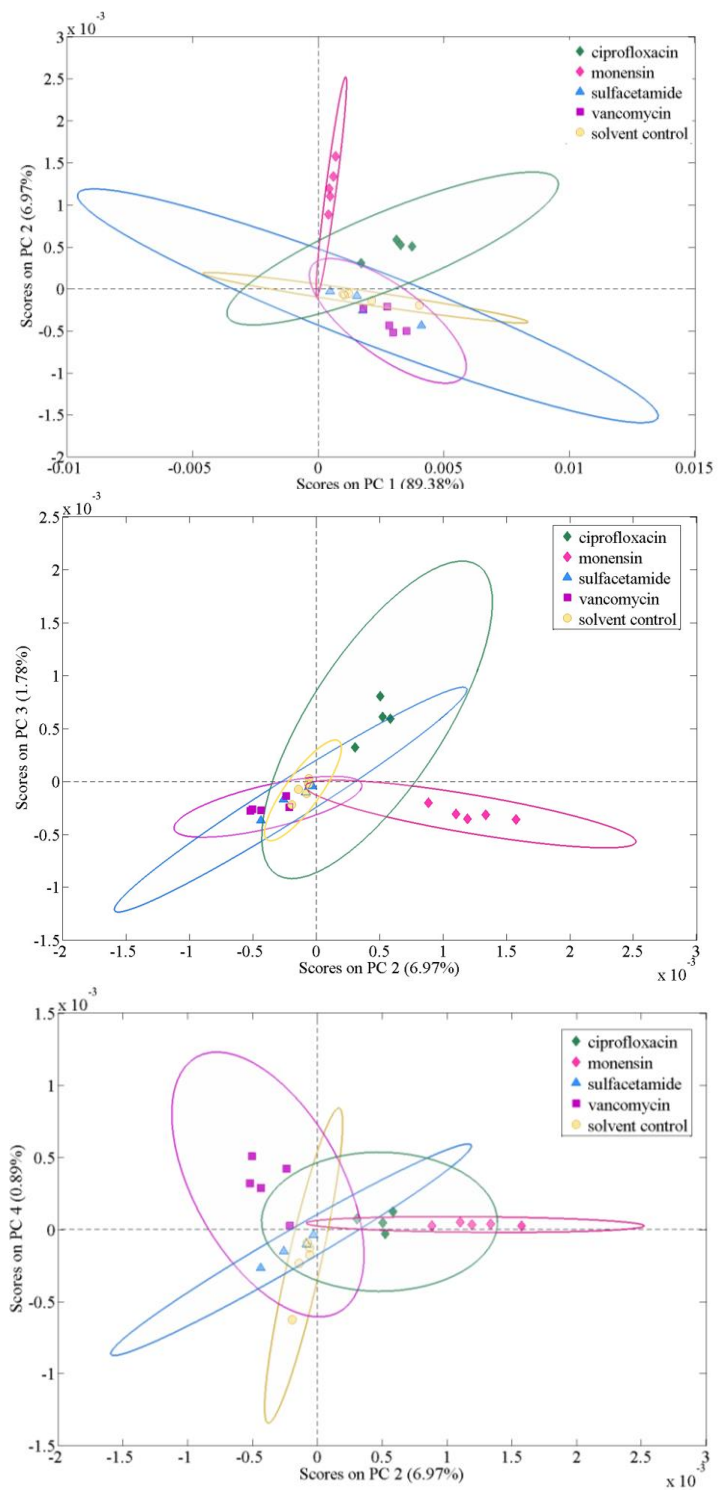 3 x 10-3
ciprofloxacin
monensin
sulfacetamide
vancomycin
solvent control
2.5
2
1.5
1
0.5
0
-0.5
-1
-1.5
-2
Scores on PC 2 (6.97%)
-0.01 -0.005 0 0.005 0.01 0.015
Scores on PC 1 (89.38%)
2.5 x 10-3
ciprofloxacin
monensin
sulfacetamide
vancomycin
solvent control
2
1.5
1
0.5
0
-0.5
-1
-1.5
Scores on PC 3 (1.78%)
-2 -1.5 -1 -0.5 0 0.5 1 1.5 2 2.5 3
Scores on PC 2 (6.97%)
x 10-3
1.5 x 10-3
ciprofloxacin
monensin
sulfacetamide
vancomycin
solvent control
1
0.5
0
-0.5
-1
-1.5
Scores on PC 4 (0.89%)
-2 -1.5 -1 -0.5 0 0.5 1 1.5 2 2.5 3
Scores on PC 2 (6.97%)
x 10-3